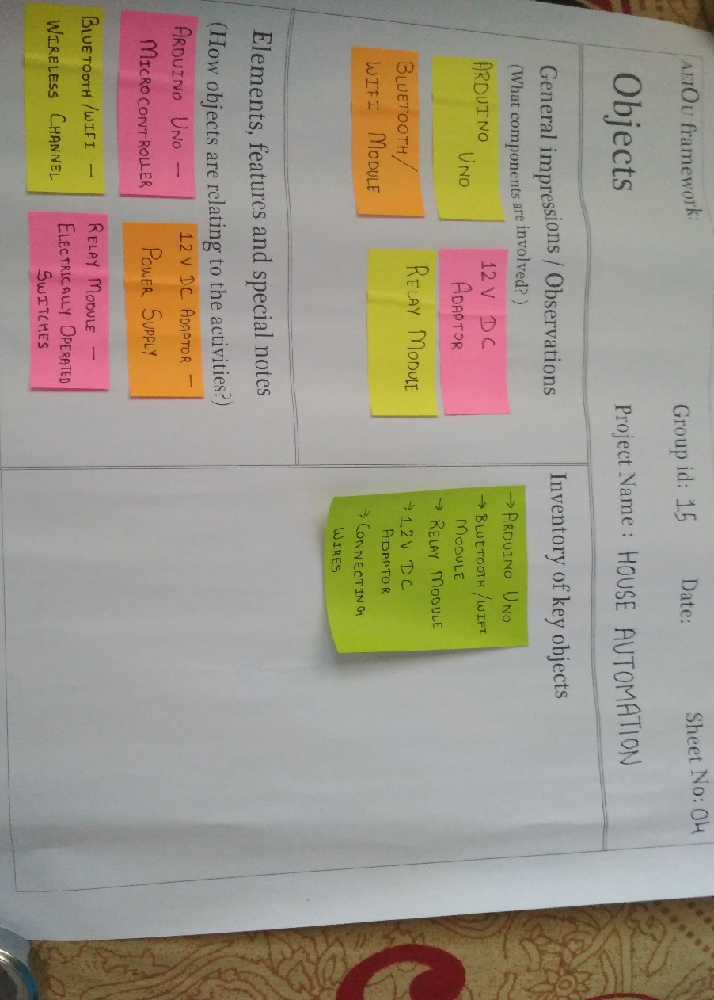 AEIOU framework:
Group id: 15
Date:
Sheet No: 04
Objects
Project Name : HOUSE AUTOMATION
General impressions / Observations
(What components are involved? )
ARDUINO
UNO
12 V DC
ADAPTOR
BLUETOOTH/
WIFI MODULE
RELAY MODULE
Elements, features and special notes
(How objects are relating to the activities?)
ARDUINO UNO -
MICROCONTROLLER
12 V DC ADAPTOR -
POWER SUPPLY
BLUETOOTH/WIFI -
WIRELESS CHANNEL
RELAY MODULE -
ELECTRICALLY OPERATED
SWITCHES
Inventory of key objects
→ ARDUINO UNO
→ BLUETOOTH/WIFI
MODULE
→ RELAY MODULE
→ 12V DC
ADAPTOR
→ CONNECTING
WIRES